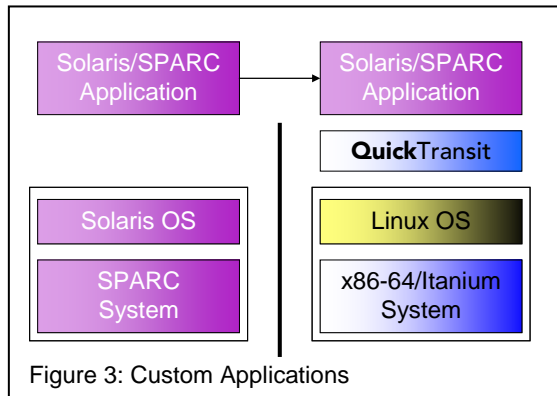 Solaris/SPARC
Application
Solaris/SPARC
Application
QuickTransit
Solaris OS
Linux OS
SPARC
System
x86-64/Itanium
System
Figure 3: Custom Applications